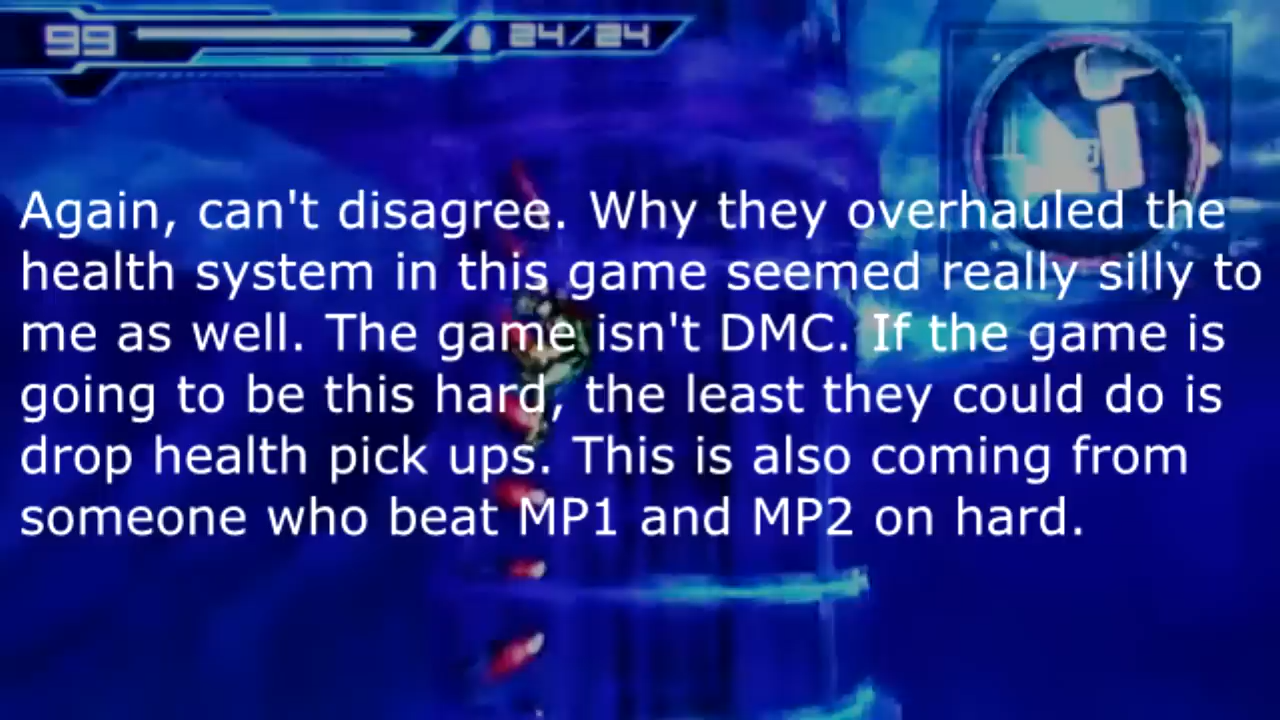 99 24/24
Again, can't disagree. Why they overhauled the
health system in this game seemed really silly to
me as well. The game isn't DMC. If the game is
going to be this hard, the least they could do is
drop health pick ups. This is also coming from
someone who beat MP1 and MP2 on hard.